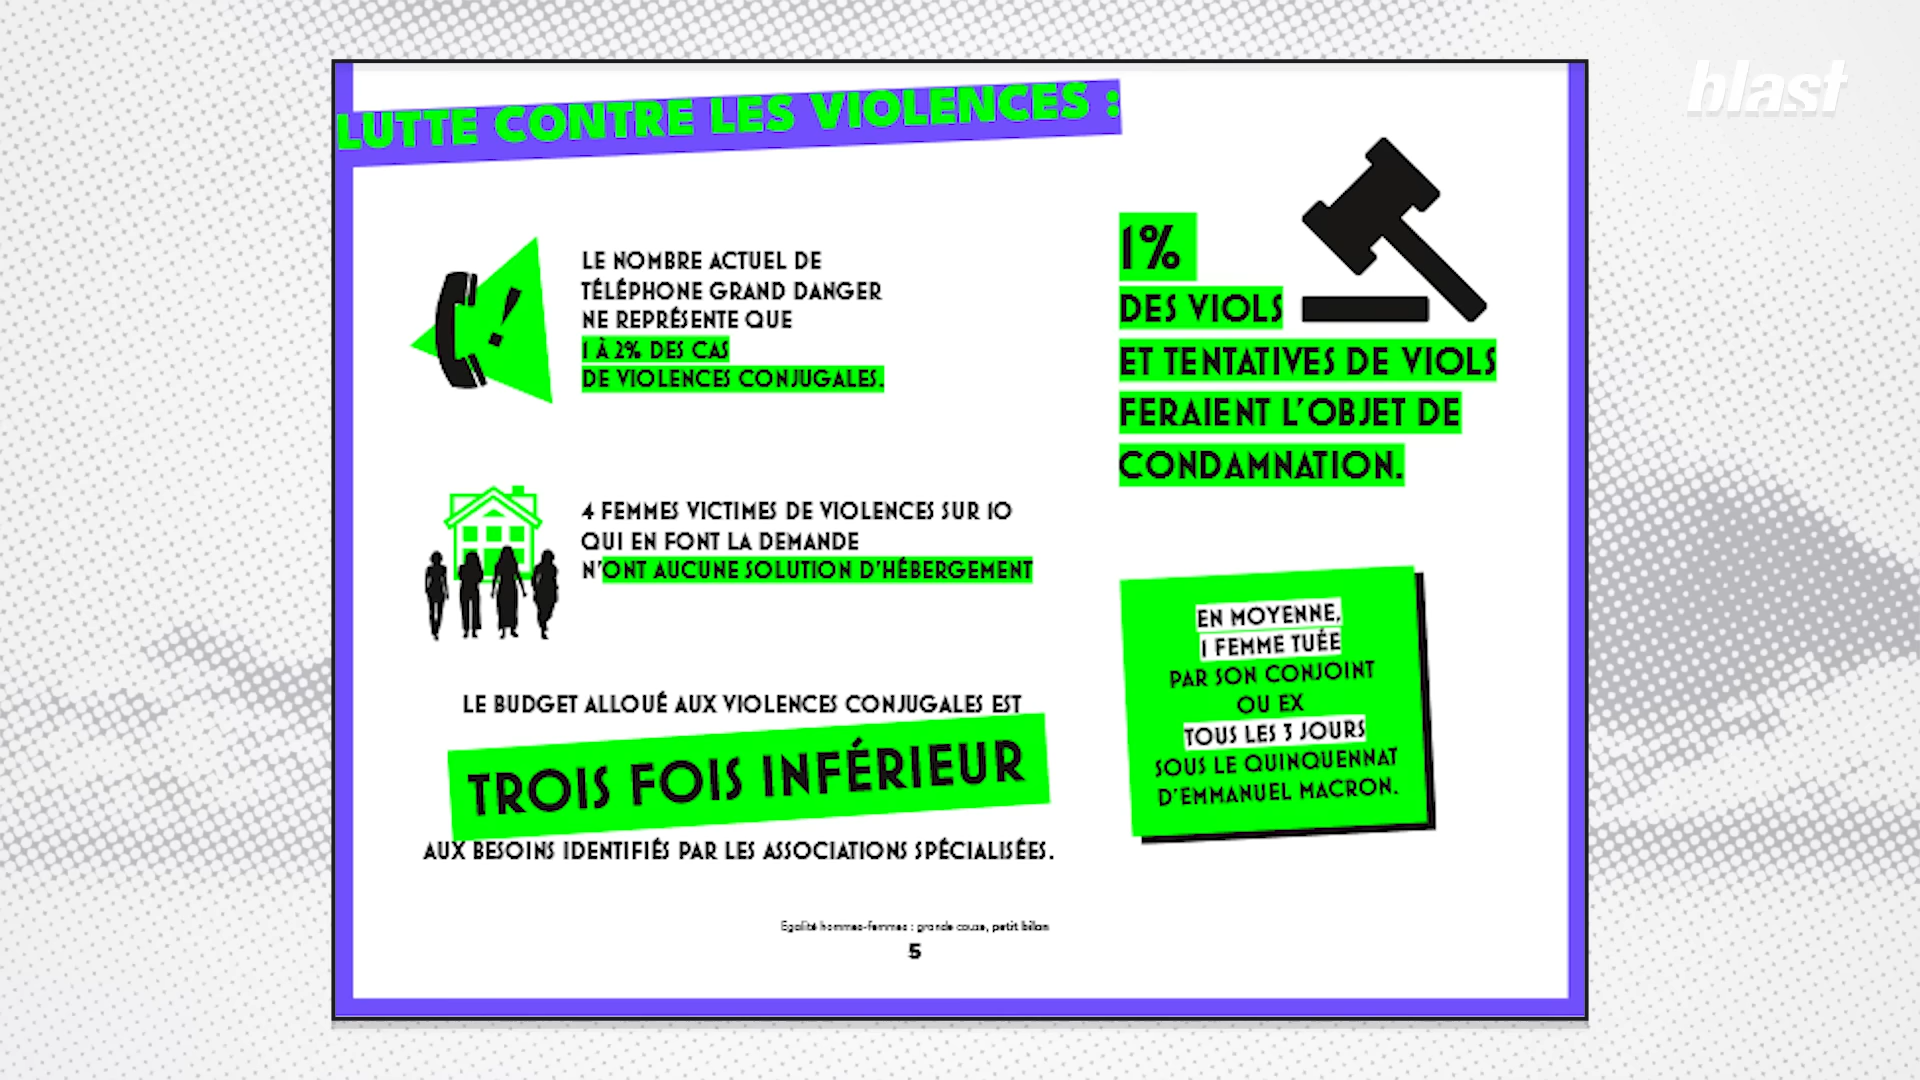 blast
LUTTE CONTRE LES VIOLENCES :
LE NOMBRE ACTUEL DE
TÉLÉPHONE GRAND DANGER
NE REPRÉSENTE QUE
1 À 2% DES CAS
DE VIOLENCES CONJUGALES.
4 FEMMES VICTIMES DE VIOLENCES SUR 10
QUI EN FONT LA DEMANDE
N'ONT AUCUNE SOLUTION D'HÉBERGEMENT
LE BUDGET ALLOUÉ AUX VIOLENCES CONJUGALES EST
TROIS FOIS INFÉRIEUR
AUX BESOINS IDENTIFIÉS PAR LES ASSOCIATIONS SPÉCIALISÉES.
1%
DES VIOLS
ET TENTATIVES DE VIOLS
FERAIENT L'OBJET DE
CONDAMNATION.
EN MOYENNE,
1 FEMME TUÉE
PAR SON CONJOINT
OU EX
TOUS LES 3 JOURS
SOUS LE QUINQUENNAT
D'EMMANUEL MACRON.
Egalité hommes-femmes : grande cause, petit bilan
5